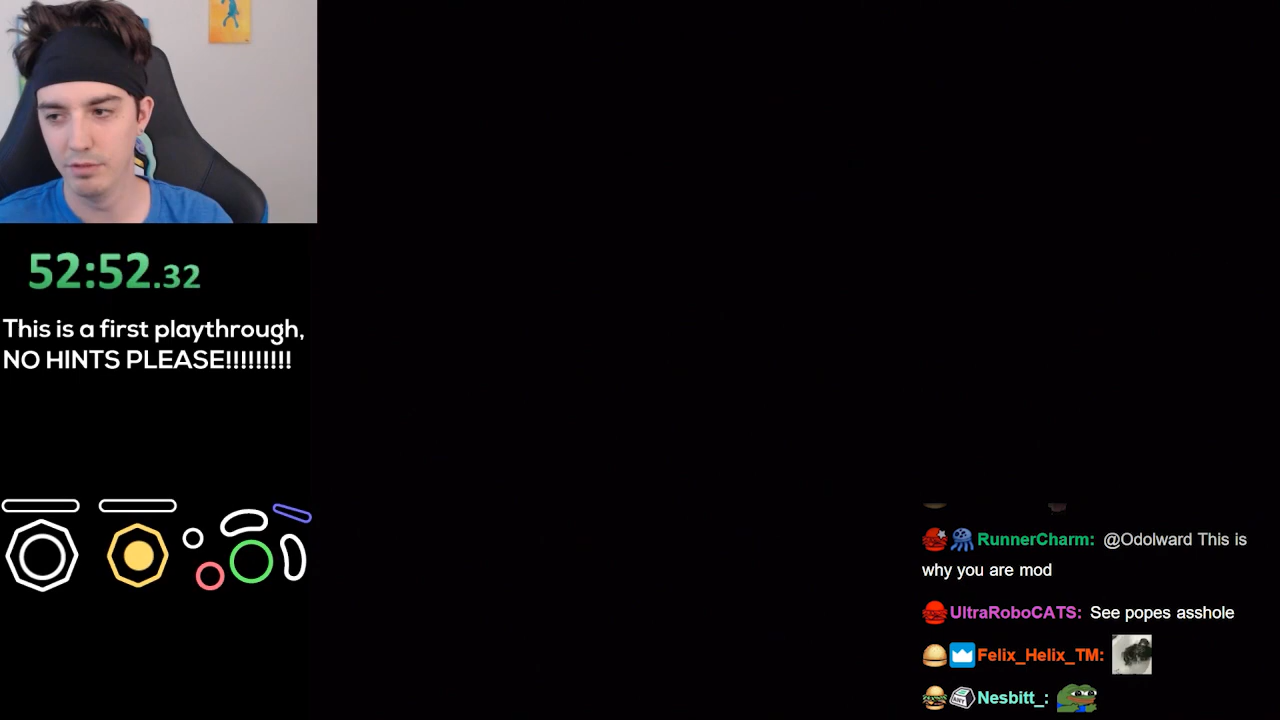 52:52.32
This is a first playthrough,
NO HINTS PLEASE!!!!!!!!!
RunnerCharm: @Odolward This is
why you are mod
UltraRoboCATS: See popes asshole
Felix_Helix_TM:
Nesbitt_: